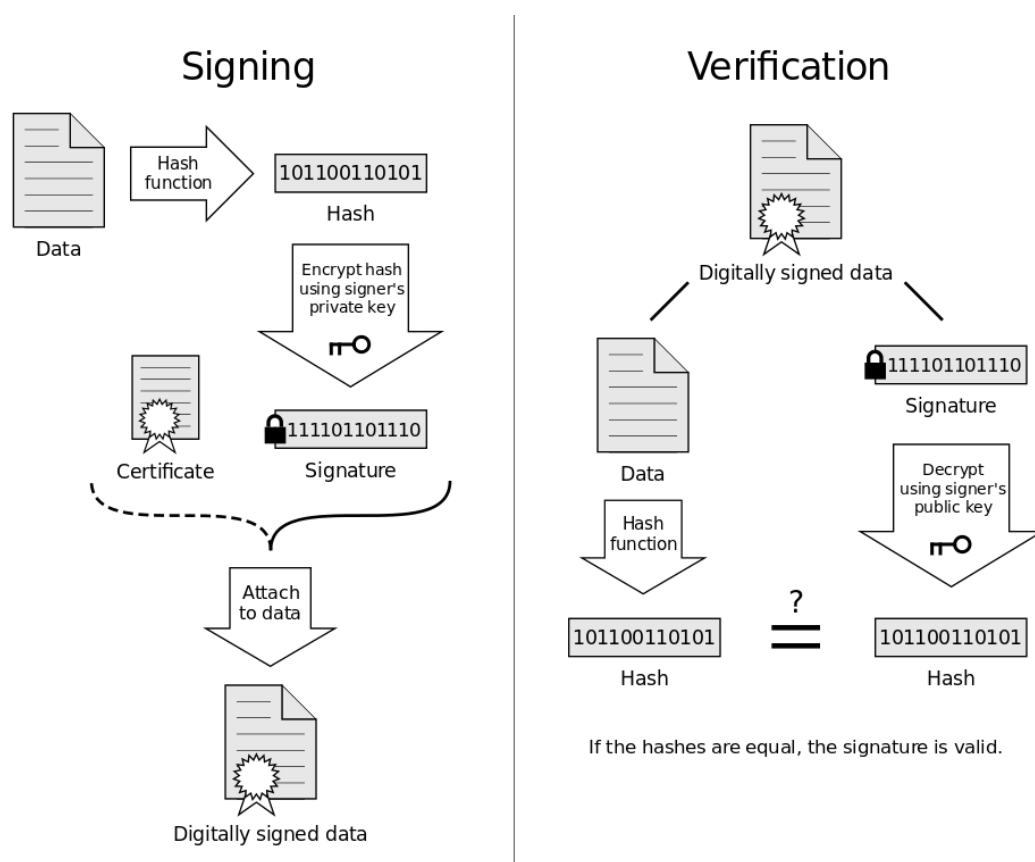 Signing
Hash
function
101100110101
Hash
Data
Encrypt hash
using signer's
private key
111101101110
Certificate
Signature
Attach
to data
Digitally signed data
Verification
Digitally signed data
Data
111101101110
Signature
Hash
function
Decrypt
using signer's
public key
101100110101
Hash
?
=
101100110101
Hash
If the hashes are equal, the signature is valid.